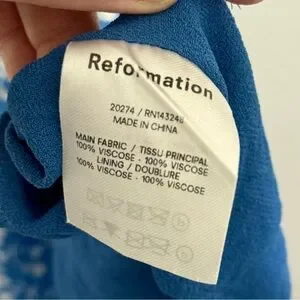 Reformation
20274 / RN143248
MADE IN CHINA
MAIN FABRIC / TISSU PRINCIPAL
100% VISCOSE - 100% VISCOSE
LINING / DOUBLURE
100% VISCOSE - 100% VISCOSE